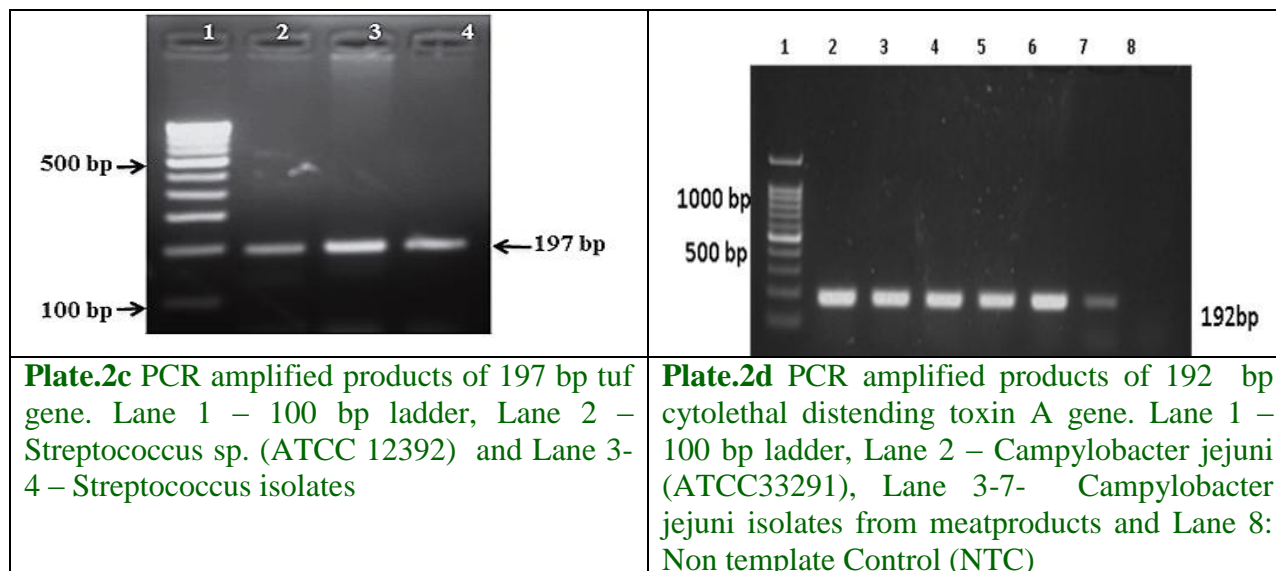 1 2 3 4
500 bp
197 bp
100 bp
Plate.2c PCR amplified products of 197 bp tuf
gene. Lane 1 – 100 bp ladder, Lane 2 –
Streptococcus sp. (ATCC 12392) and Lane 3-
4 – Streptococcus isolates
1 2 3 4 5 6 7 8
1000 bp
500 bp
192bp
Plate.2d PCR amplified products of 192 bp
cytolethal distending toxin A gene. Lane 1 –
100 bp ladder, Lane 2 – Campylobacter jejuni
(ATCC33291), Lane 3-7- Campylobacter
jejuni isolates from meatproducts and Lane 8:
Non template Control (NTC)